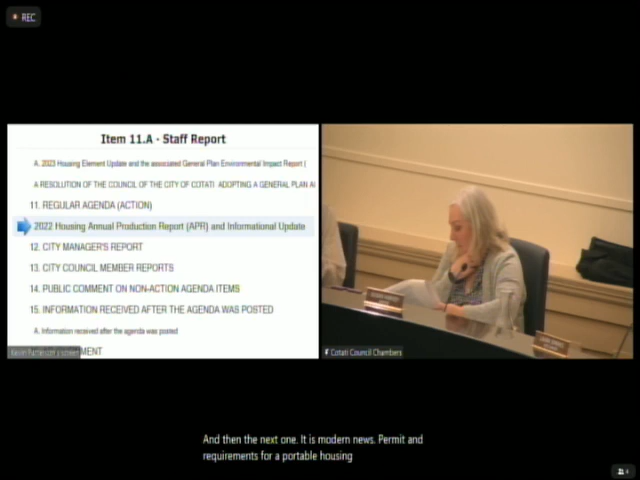 REC
Item 11.A - Staff Report
A. 2023 Housing Element Update and the associated General Plan Environmental Impact Report (
A RESOLUTION OF THE COUNCIL OF THE CITY OF COTATI ADOPTING A GENERAL PLAN A
11. REGULAR AGENDA (ACTION)
2022 Housing Annual Production Report (APR) and Informational Update
12. CITY MANAGER'S REPORT
13. CITY COUNCIL MEMBER REPORTS
14. PUBLIC COMMENT ON NON-ACTION AGENDA ITEMS
15. INFORMATION RECEIVED AFTER THE AGENDA WAS POSTED
A. Information received after the agenda was posted
MENT
Cotati Council Chambers
And then the next one. It is modern news. Permit and
requirements for a portable housing